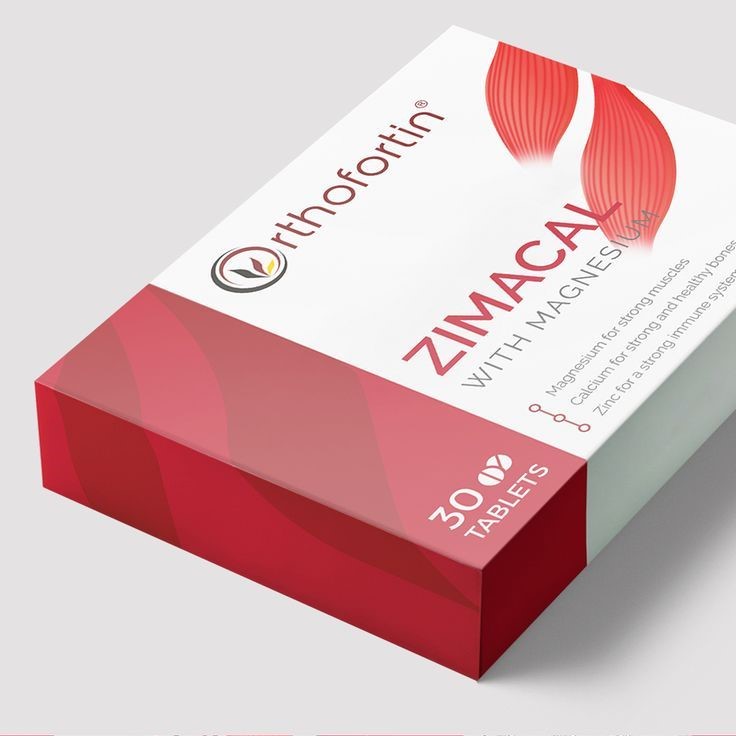 Orthofortin®
ZIMACAL
WITH MAGNESIUM
Magnesium for strong muscles
Calcium for strong and healthy bones
Zinc for a strong immune system
30
TABLETS